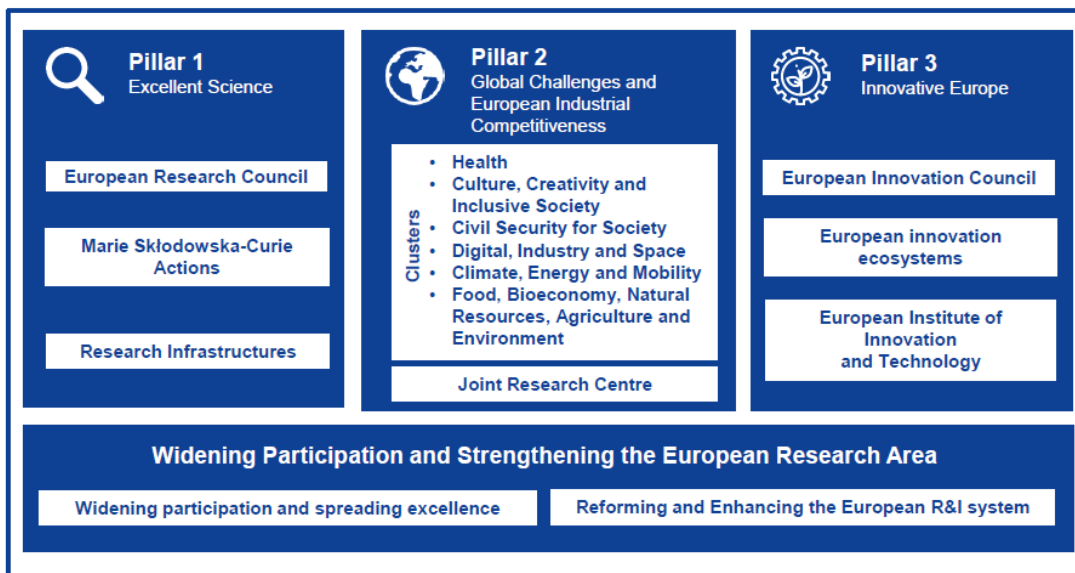 Pillar 1
Excellent Science
European Research Council
Marie Skłodowska-Curie
Actions
Research Infrastructures
Pillar 2
Global Challenges and
European Industrial
Competitiveness
Clusters
• Health
• Culture, Creativity and
Inclusive Society
• Civil Security for Society
• Digital, Industry and Space
• Climate, Energy and Mobility
• Food, Bioeconomy, Natural
Resources, Agriculture and
Environment
Joint Research Centre
Pillar 3
Innovative Europe
European Innovation Council
European innovation
ecosystems
European Institute of
Innovation
and Technology
Widening Participation and Strengthening the European Research Area
Widening participation and spreading excellence
Reforming and Enhancing the European R&I system